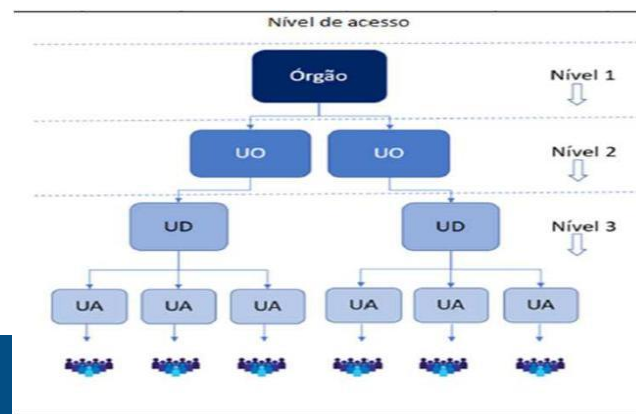 Nível de acesso
Órgão
Nível 1
UO UO
Nível 2
UD UD
Nível 3
UA UA UA UA UA UA